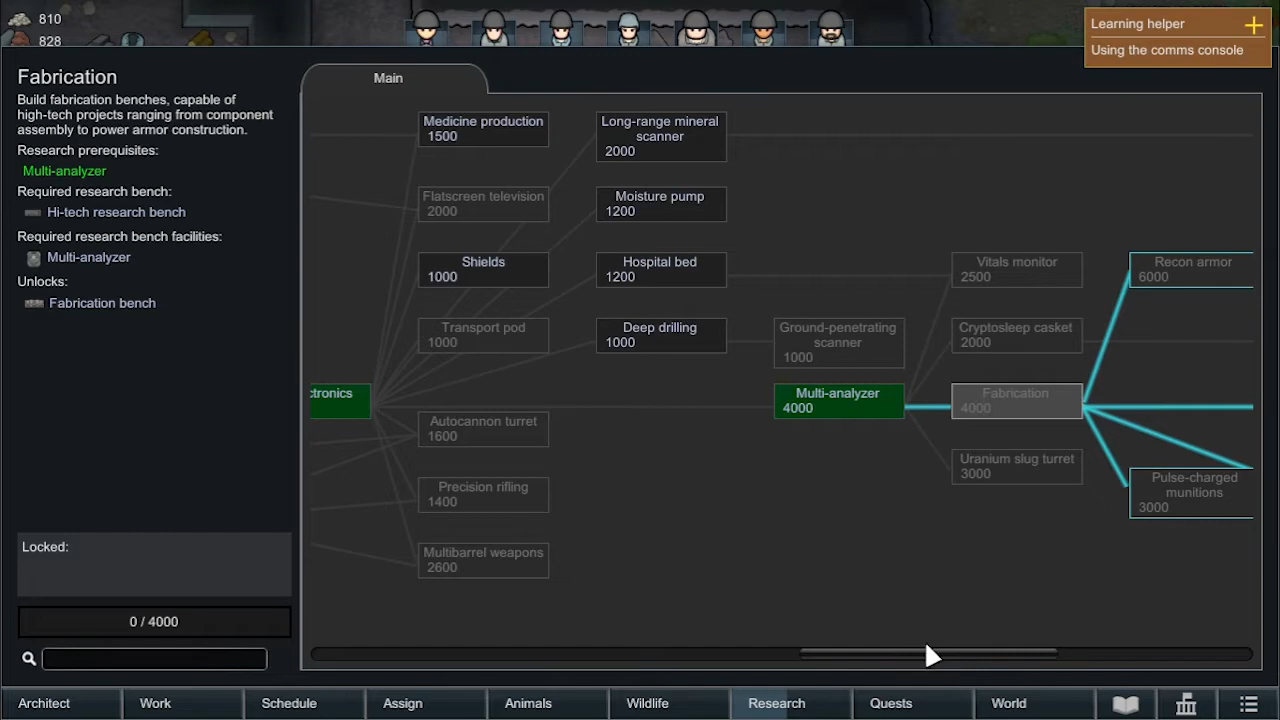 810
828
Learning helper
Using the comms console
Fabrication
Build fabrication benches, capable of
high-tech projects ranging from component
assembly to power armor construction.
Research prerequisites:
Multi-analyzer
Required research bench:
Hi-tech research bench
Required research bench facilities:
Multi-analyzer
Unlocks:
Fabrication bench
Locked:
0 / 4000
Main
Medicine production
1500
Long-range mineral
scanner
2000
Flatscreen television
2000
Moisture pump
1200
Shields
1000
Hospital bed
1200
Vitals monitor
2500
Recon armor
6000
Transport pod
1000
Deep drilling
1000
Ground-penetrating
scanner
1000
Cryptosleep casket
2000
ctronics
Multi-analyzer
4000
Fabrication
4000
Autocannon turret
1600
Uranium slug turret
3000
Pulse-charged
munitions
3000
Precision rifling
1400
Multibarrel weapons
2600
Architect
Work
Schedule
Assign
Animals
Wildlife
Research
Quests
World